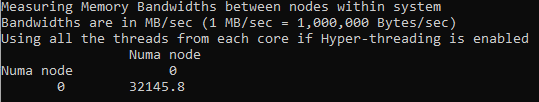 Measuring Memory Bandwidths between nodes within system
Bandwidths are in MB/sec (1 MB/sec = 1,000,000 Bytes/sec)
Using all the threads from each core if Hyper-threading is enabled
Numa node
Numa node 0
0 32145.8